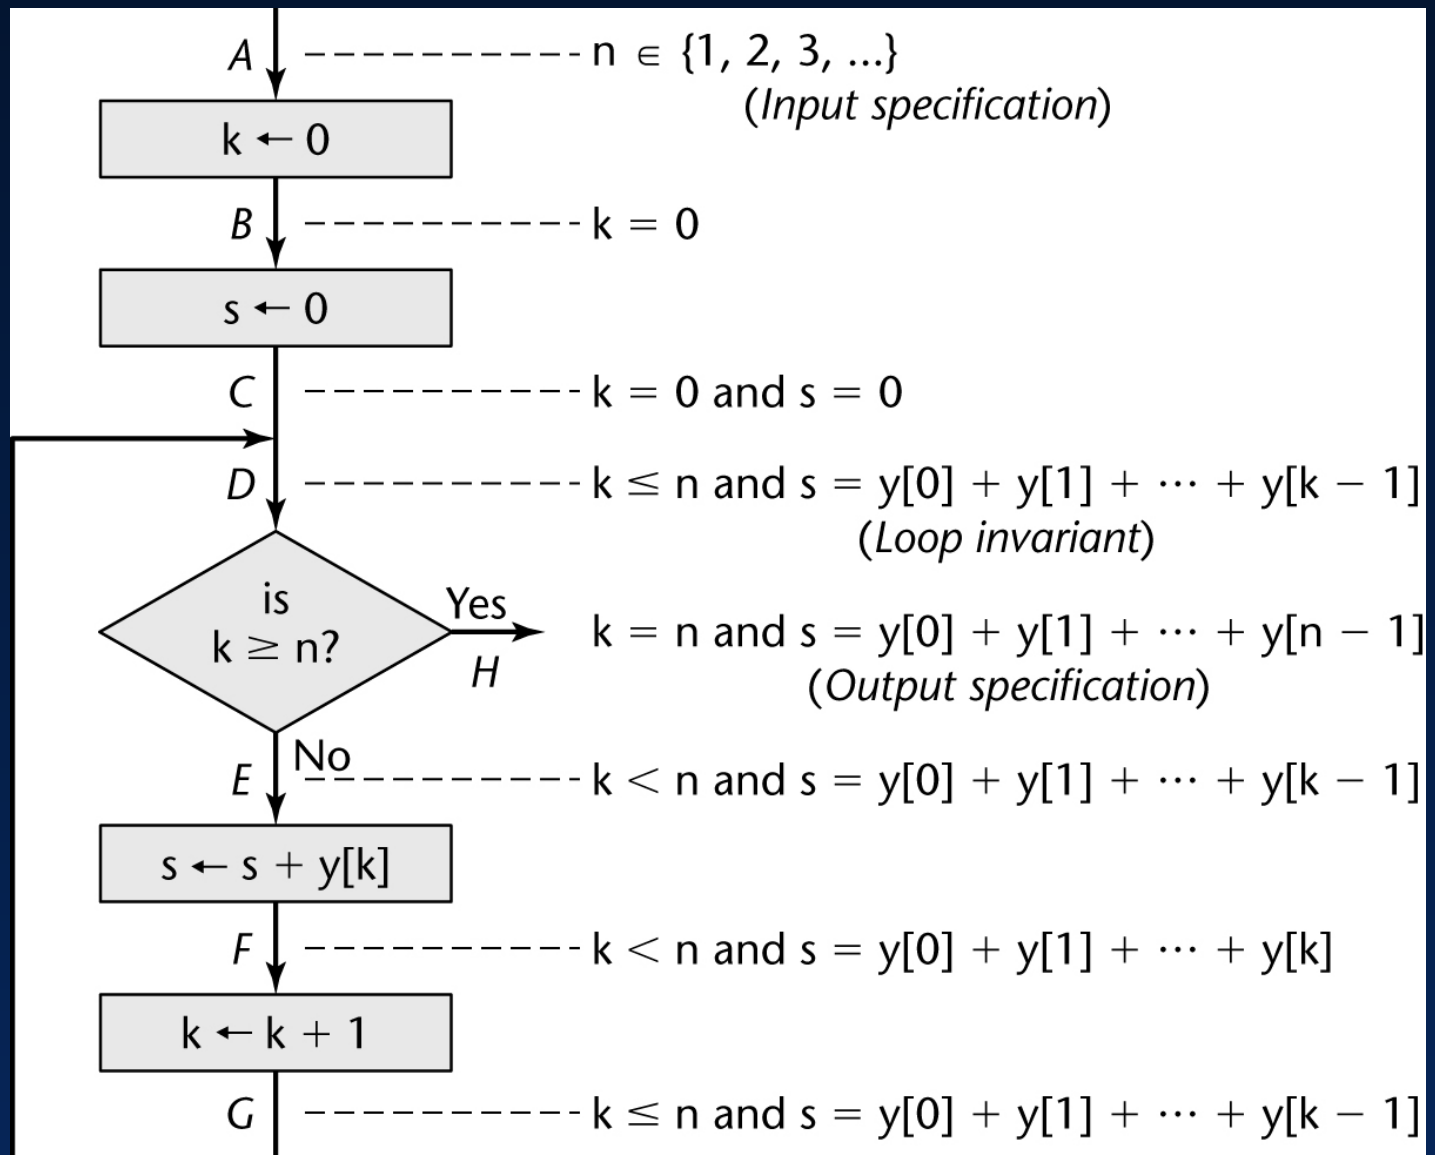 A n ∈ {1, 2, 3, ...}
(Input specification)
k ← 0
B k = 0
s ← 0
C k = 0 and s = 0
D k ≤ n and s = y[0] + y[1] + ⋯ + y[k − 1]
(Loop invariant)
is
k ≥ n?
Yes
H
k = n and s = y[0] + y[1] + ⋯ + y[n − 1]
(Output specification)
No
E k < n and s = y[0] + y[1] + ⋯ + y[k − 1]
s ← s + y[k]
F k < n and s = y[0] + y[1] + ⋯ + y[k]
k ← k + 1
G k ≤ n and s = y[0] + y[1] + ⋯ + y[k − 1]